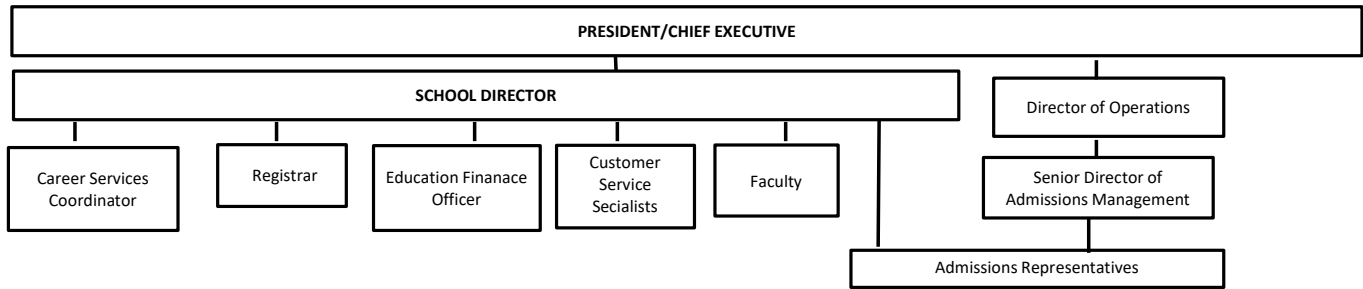 PRESIDENT/CHIEF EXECUTIVE
SCHOOL DIRECTOR
Director of Operations
Career Services
Coordinator
Registrar
Education Finanace
Officer
Customer
Service
Secialists
Faculty
Senior Director of
Admissions Management
Admissions Representatives